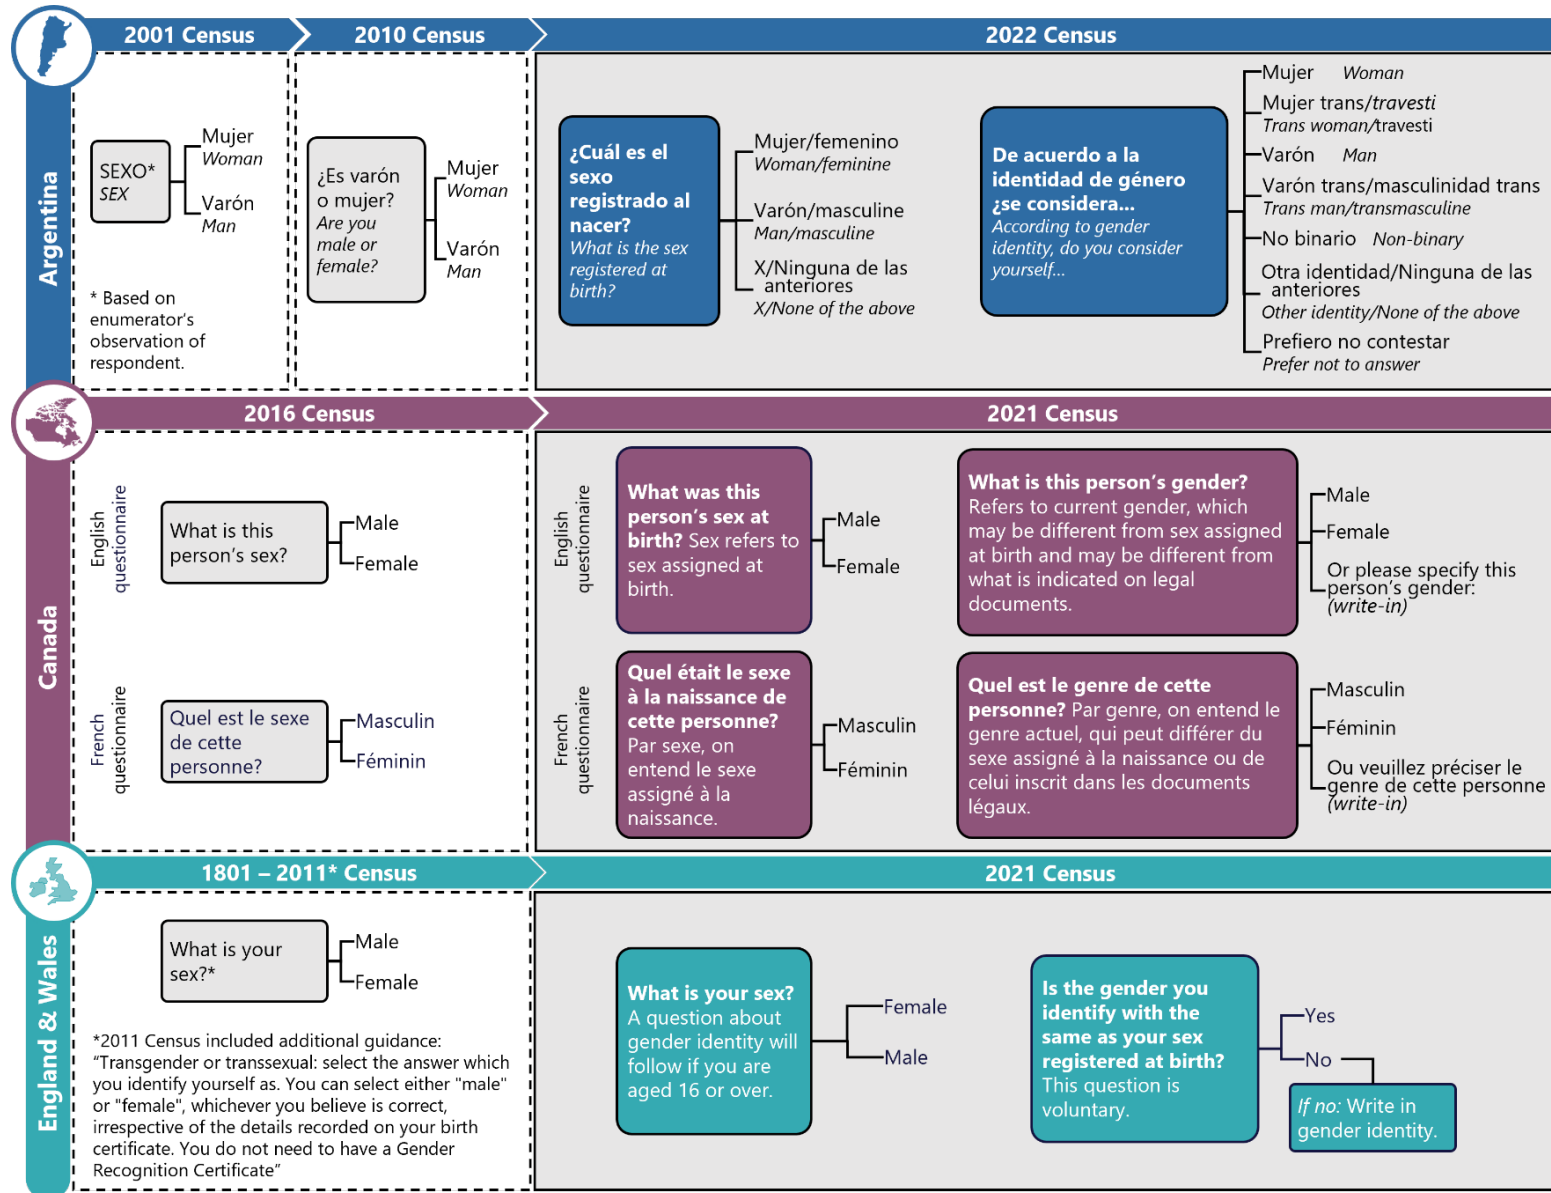 2001 Census
2010 Census
2022 Census
Argentina
SEXO*
SEX
Mujer
Woman
Varón
Man
* Based on
enumerator's
observation of
respondent.
¿Es varón
o mujer?
Are you
male or
female?
Mujer
Woman
Varón
Man
¿Cuál es el
sexo
registrado al
nacer?
What is the sex
registered at
birth?
Mujer/femenino
Woman/feminine
Varón/masculine
Man/masculine
X/Ninguna de las
anteriores
X/None of the above
De acuerdo a la
identidad de género
¿se considera...
According to gender
identity, do you consider
yourself...
Mujer Woman
Mujer trans/travesti
Trans woman/travesti
Varón Man
Varón trans/masculinidad trans
Trans man/transmasculine
No binario Non-binary
Otra identidad/Ninguna de las
anteriores
Other identity/None of the above
Prefiero no contestar
Prefer not to answer
2016 Census
2021 Census
Canada
English
questionnaire
What is this
person's sex?
Male
Female
French
questionnaire
Quel est le sexe
de cette
personne?
Masculin
Féminin
English
questionnaire
What was this
person's sex at
birth? Sex refers to
sex assigned at
birth.
Male
Female
What is this person's gender?
Refers to current gender, which
may be different from sex assigned
at birth and may be different from
what is indicated on legal
documents.
Male
Female
Or please specify this
person's gender:
(write-in)
French
questionnaire
Quel était le sexe
à la naissance de
cette personne?
Par sexe, on
entend le sexe
assigné à la
naissance.
Masculin
Féminin
Quel est le genre de cette
personne? Par genre, on entend le
genre actuel, qui peut différer du
sexe assigné à la naissance ou de
celui inscrit dans les documents
légaux.
Masculin
Féminin
Ou veuillez préciser le
genre de cette personne
(write-in)
1801 – 2011* Census
2021 Census
England & Wales
What is your
sex?*
Male
Female
*2011 Census included additional guidance:
"Transgender or transsexual: select the answer which
you identify yourself as. You can select either "male"
or "female", whichever you believe is correct,
irrespective of the details recorded on your birth
certificate. You do not need to have a Gender
Recognition Certificate"
What is your sex?
A question about
gender identity will
follow if you are
aged 16 or over.
Female
Male
Is the gender you
identify with the
same as your sex
registered at birth?
This question is
voluntary.
Yes
No
If no: Write in
gender identity.